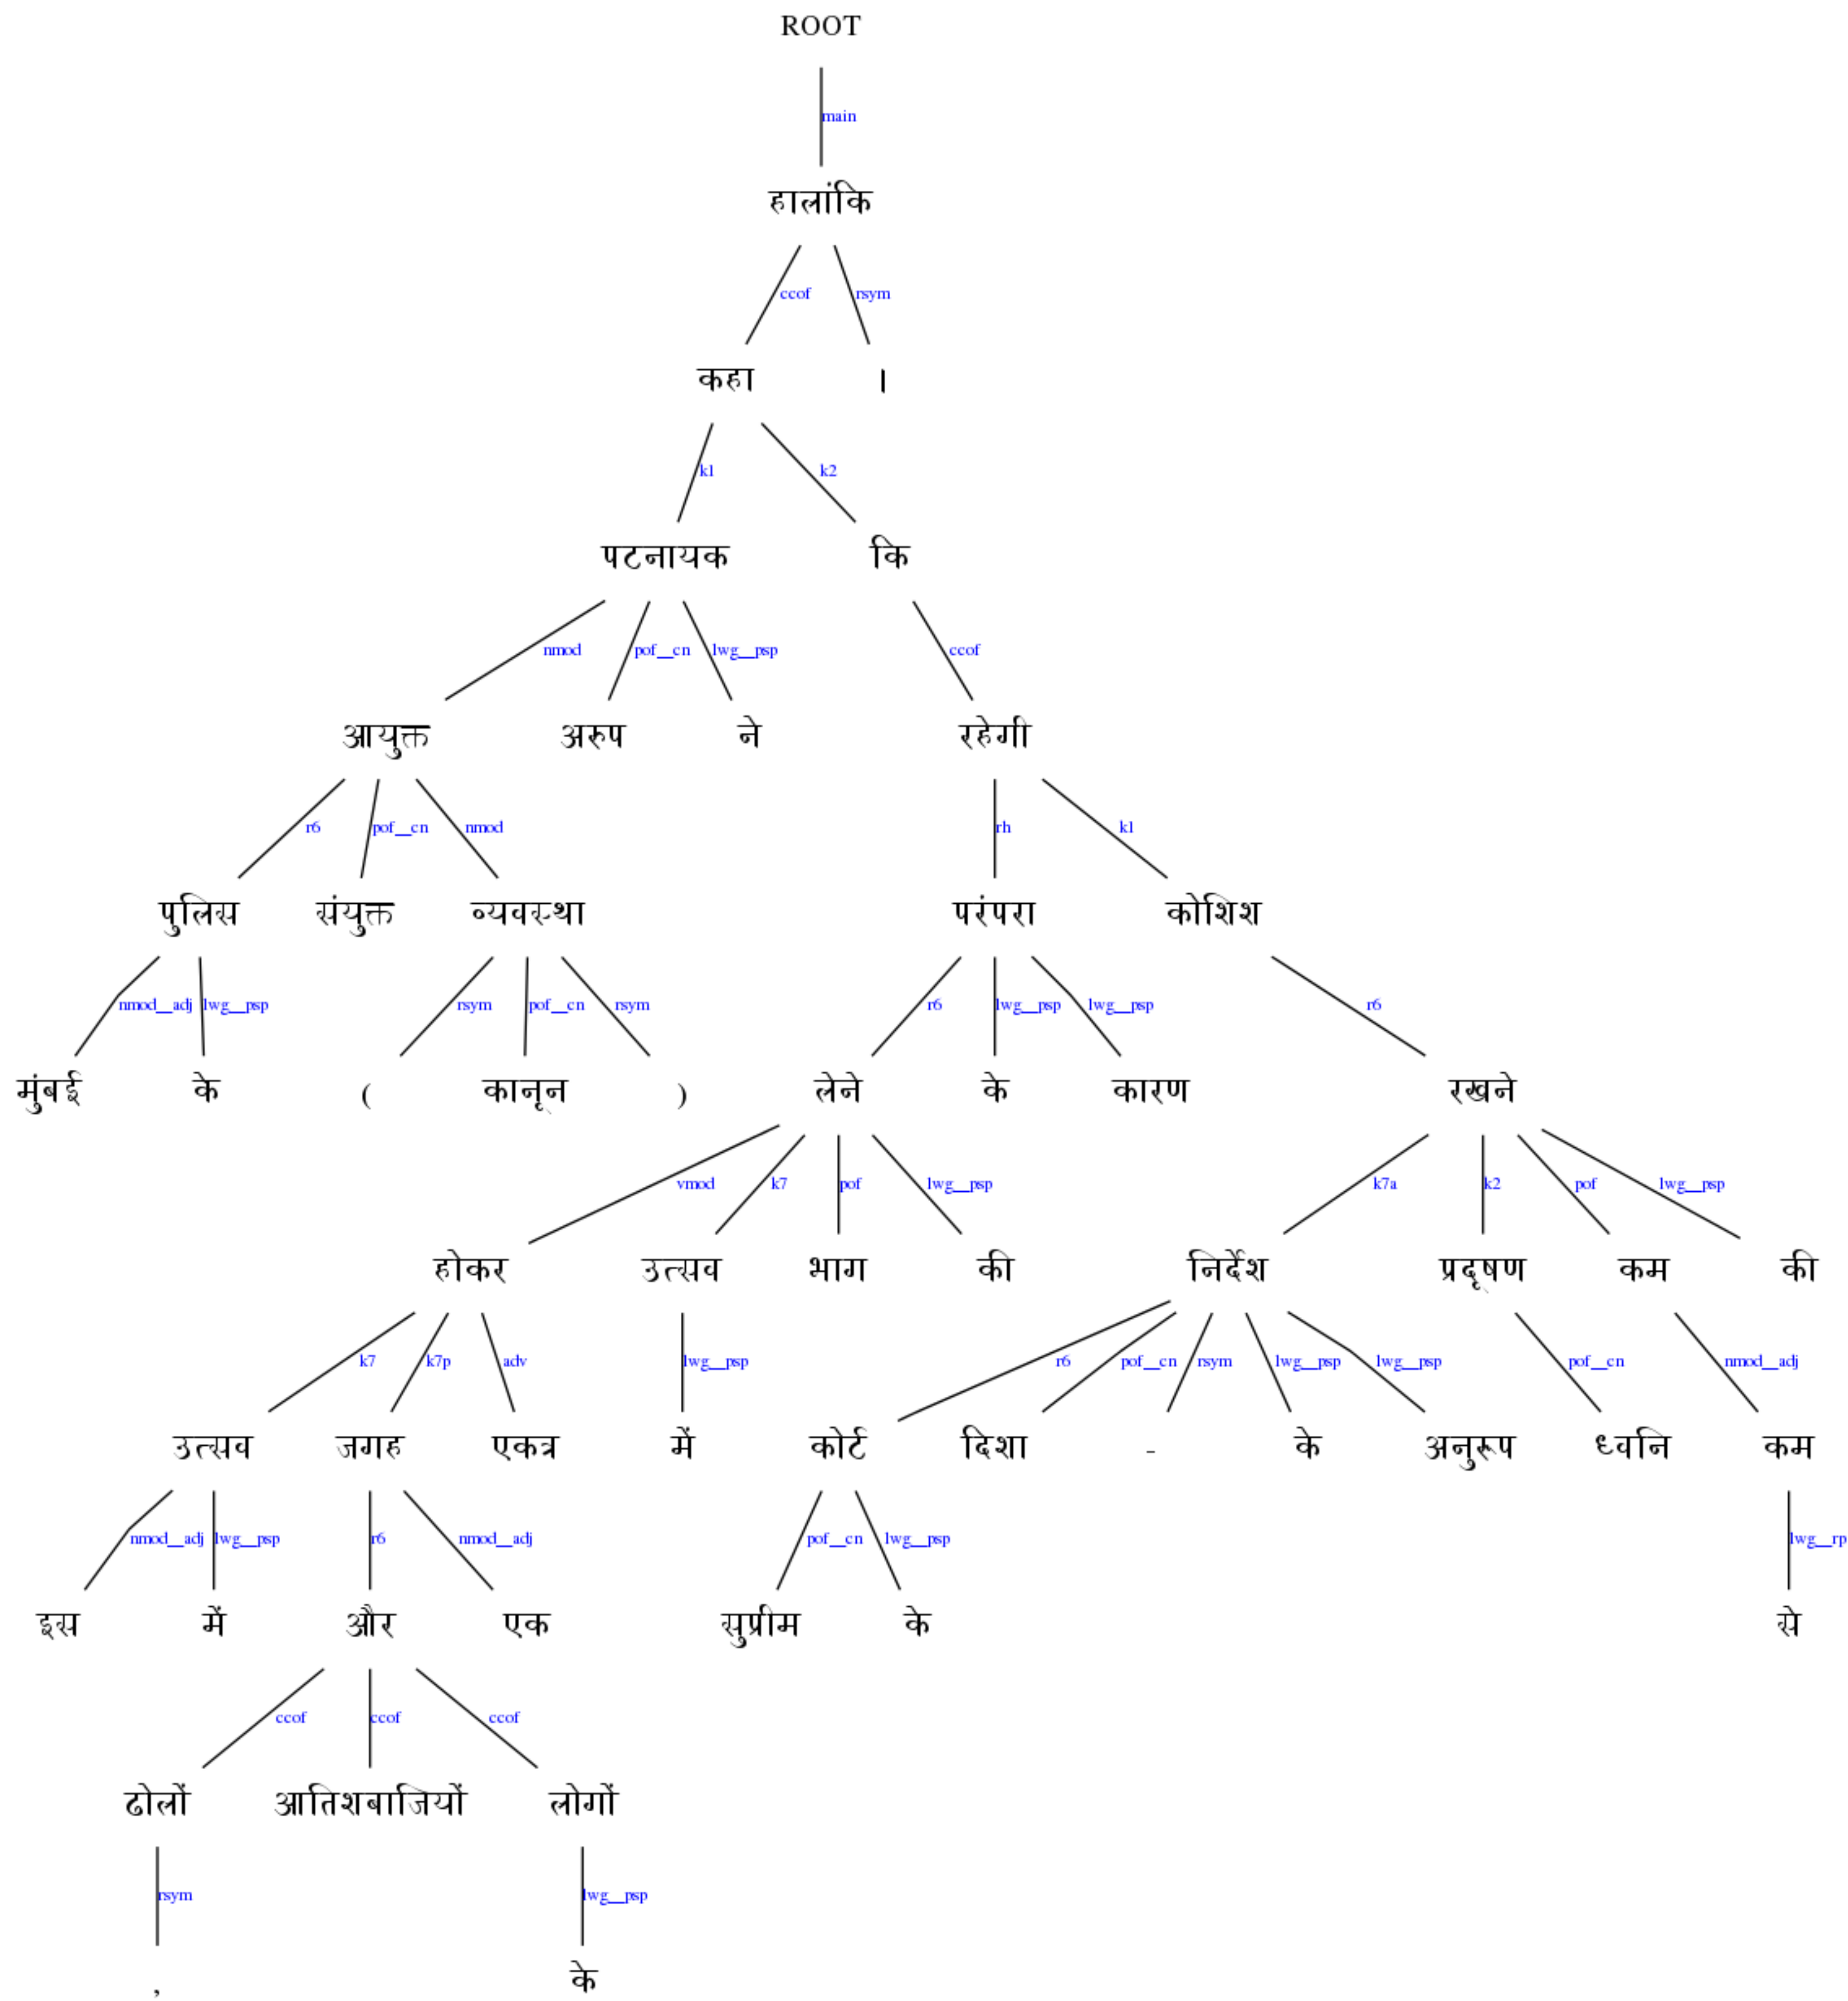 ROOT
main
हालांकि
ccof rsym
कहा ।
k1 k2
पटनायक कि
nmod pof__cn lwg__psp ccof
आयुक्त अरुप ने रहेगी
r6 pof__cn nmod rh k1
पुलिस संयुक्त व्यवस्था परंपरा कोशिश
nmod__adj lwg__psp rsym pof__cn rsym r6 lwg__psp lwg__psp r6
मुंबई के ( कानून ) लेने के कारण रखने
vmod k7 pof lwg__psp k7a k2 pof lwg__psp
होकर उत्सव भाग की निर्देश प्रदूषण कम की
k7 k7p adv lwg__psp r6 pof__cn rsym lwg__psp lwg__psp pof__cn nmod__adj
उत्सव जगह एकत्र में कोर्ट दिशा - के अनुरूप ध्वनि कम
nmod__adj lwg__psp r6 nmod__adj pof__cn lwg__psp lwg__rp
इस में और एक सुप्रीम के से
ccof ccof ccof
ढोलों आतिशबाजियों लोगों
rsym lwg__psp
, के